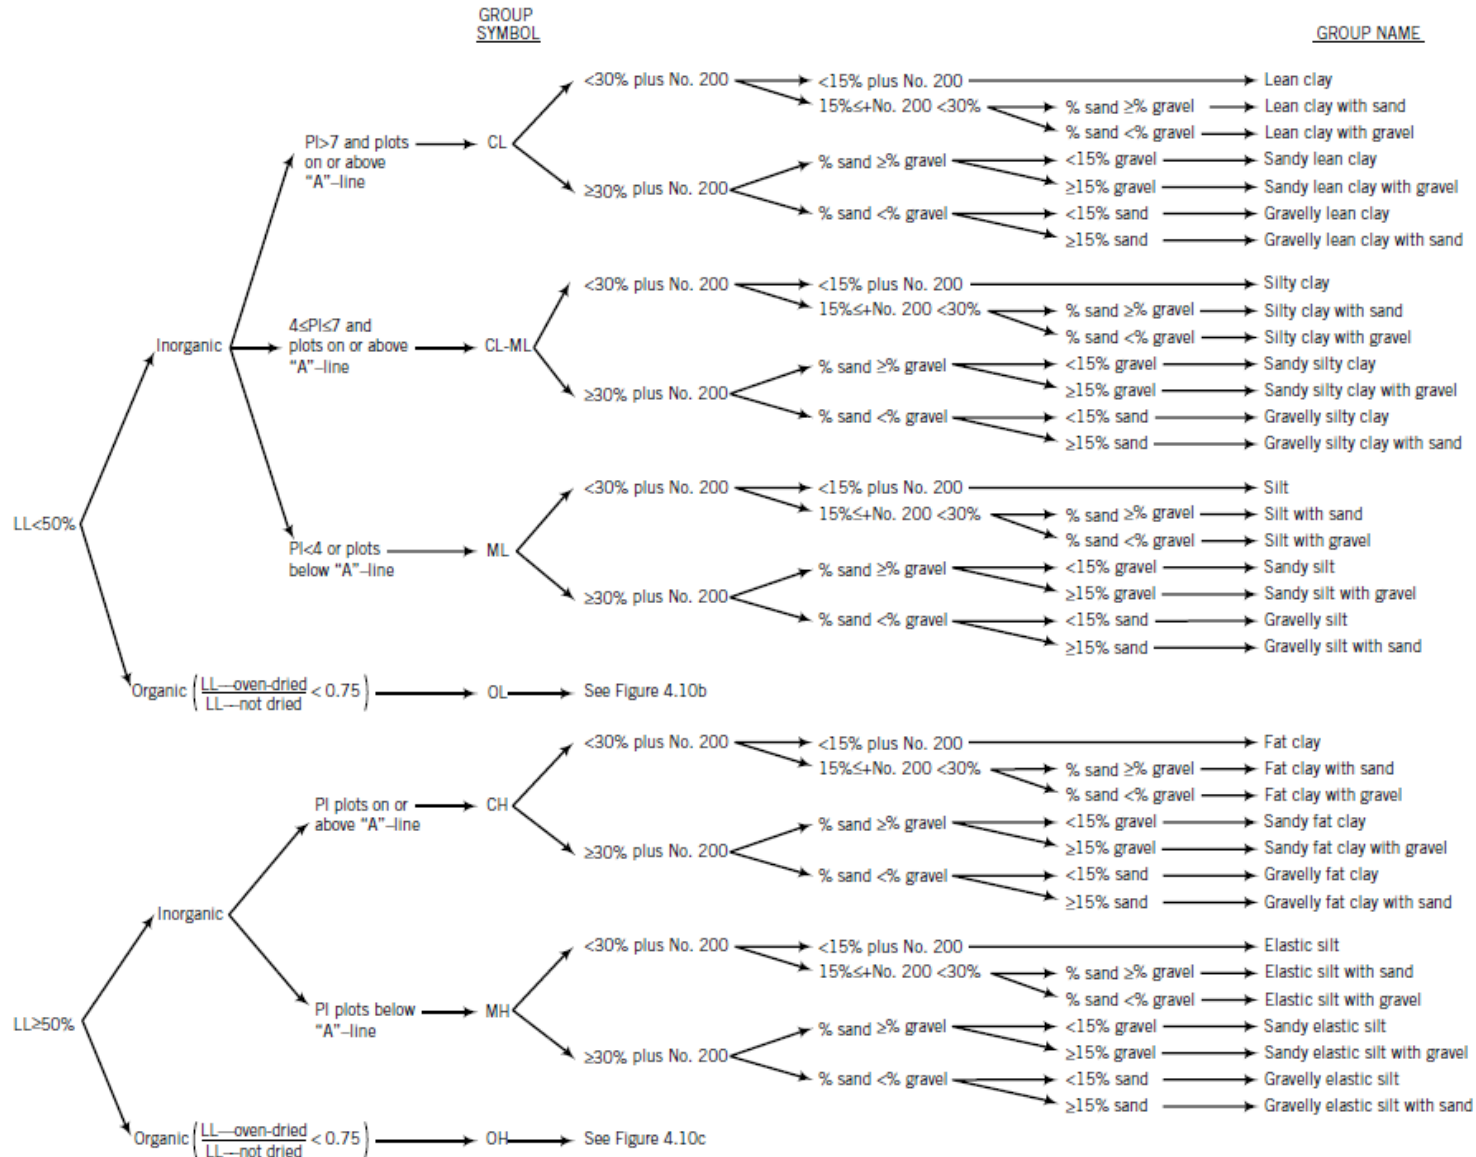 GROUP
SYMBOL
GROUP NAME
<30% plus No. 200
<15% plus No. 200
Lean clay
15%≤+No. 200 <30%
% sand ≥% gravel
Lean clay with sand
% sand <% gravel
Lean clay with gravel
PI>7 and plots
on or above
"A"–line
CL
≥30% plus No. 200
% sand ≥% gravel
<15% gravel
Sandy lean clay
≥15% gravel
Sandy lean clay with gravel
% sand <% gravel
<15% sand
Gravelly lean clay
≥15% sand
Gravelly lean clay with sand
<30% plus No. 200
<15% plus No. 200
Silty clay
15%≤+No. 200 <30%
% sand ≥% gravel
Silty clay with sand
% sand <% gravel
Silty clay with gravel
Inorganic
4≤PI≤7 and
plots on or above
"A"–line
CL-ML
≥30% plus No. 200
% sand ≥% gravel
<15% gravel
Sandy silty clay
≥15% gravel
Sandy silty clay with gravel
% sand <% gravel
<15% sand
Gravelly silty clay
≥15% sand
Gravelly silty clay with sand
<30% plus No. 200
<15% plus No. 200
Silt
15%≤+No. 200 <30%
% sand ≥% gravel
Silt with sand
% sand <% gravel
Silt with gravel
LL<50%
PI<4 or plots
below "A"–line
ML
≥30% plus No. 200
% sand ≥% gravel
<15% gravel
Sandy silt
≥15% gravel
Sandy silt with gravel
% sand <% gravel
<15% sand
Gravelly silt
≥15% sand
Gravelly silt with sand
Organic (LL—oven-dried / LL—not dried < 0.75)
OL
See Figure 4.10b
<30% plus No. 200
<15% plus No. 200
Fat clay
15%≤+No. 200 <30%
% sand ≥% gravel
Fat clay with sand
% sand <% gravel
Fat clay with gravel
PI plots on or
above "A"–line
CH
≥30% plus No. 200
% sand ≥% gravel
<15% gravel
Sandy fat clay
≥15% gravel
Sandy fat clay with gravel
% sand <% gravel
<15% sand
Gravelly fat clay
≥15% sand
Gravelly fat clay with sand
Inorganic
<30% plus No. 200
<15% plus No. 200
Elastic silt
15%≤+No. 200 <30%
% sand ≥% gravel
Elastic silt with sand
% sand <% gravel
Elastic silt with gravel
LL≥50%
PI plots below
"A"–line
MH
≥30% plus No. 200
% sand ≥% gravel
<15% gravel
Sandy elastic silt
≥15% gravel
Sandy elastic silt with gravel
% sand <% gravel
<15% sand
Gravelly elastic silt
≥15% sand
Gravelly elastic silt with sand
Organic (LL—oven-dried / LL—not dried < 0.75)
OH
See Figure 4.10c